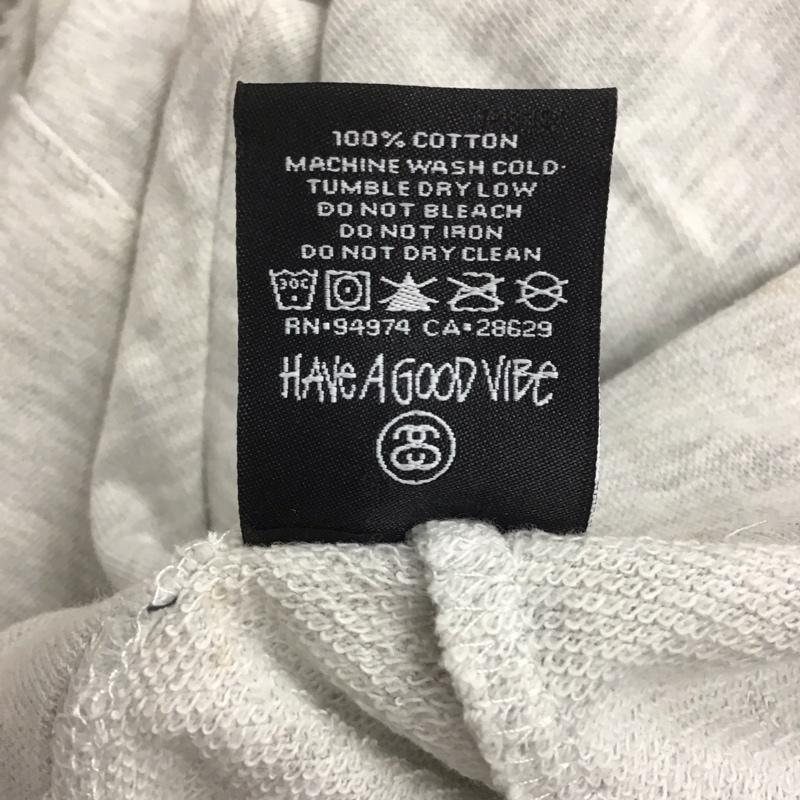 100% COTTON
MACHINE WASH COLD
TUMBLE DRY LOW
DO NOT BLEACH
DO NOT IRON
DO NOT DRY CLEAN
30C
RN•94974 CA•28629
HAVE A GOOD VIBE